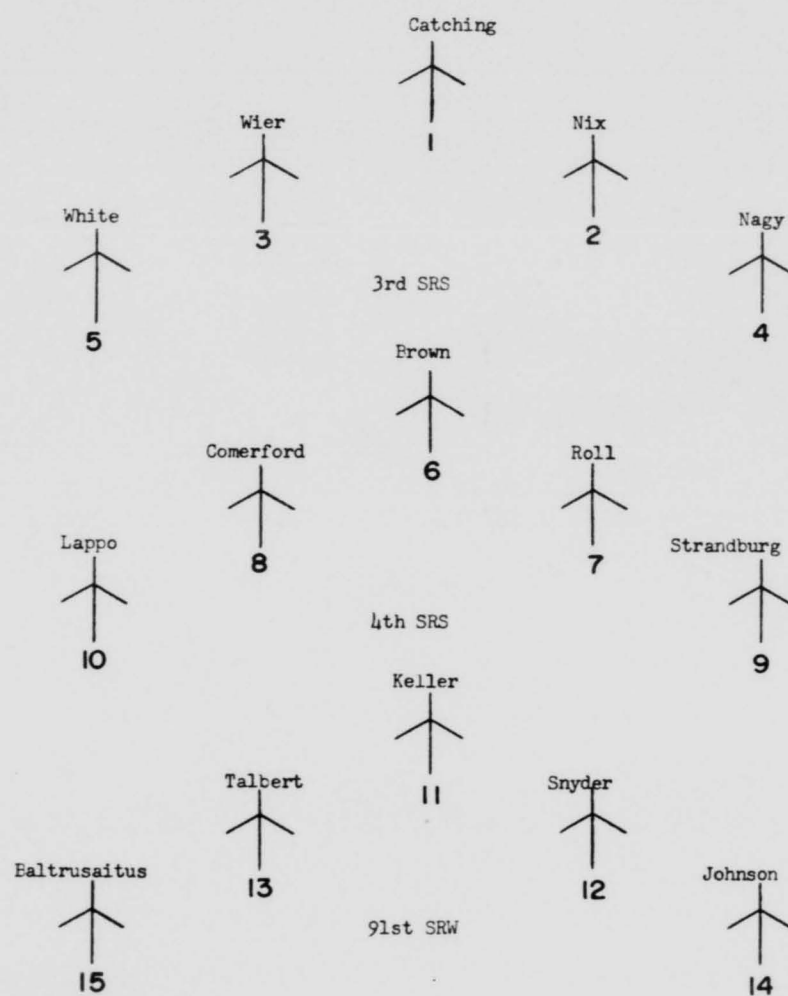 Catching
1
Wier
3
Nix
2
White
5
Nagy
4
3rd SRS
Brown
6
Comerford
8
Roll
7
Lappo
10
Strandburg
9
4th SRS
Keller
11
Talbert
13
Snyder
12
Baltrusaitus
15
Johnson
14
91st SRW